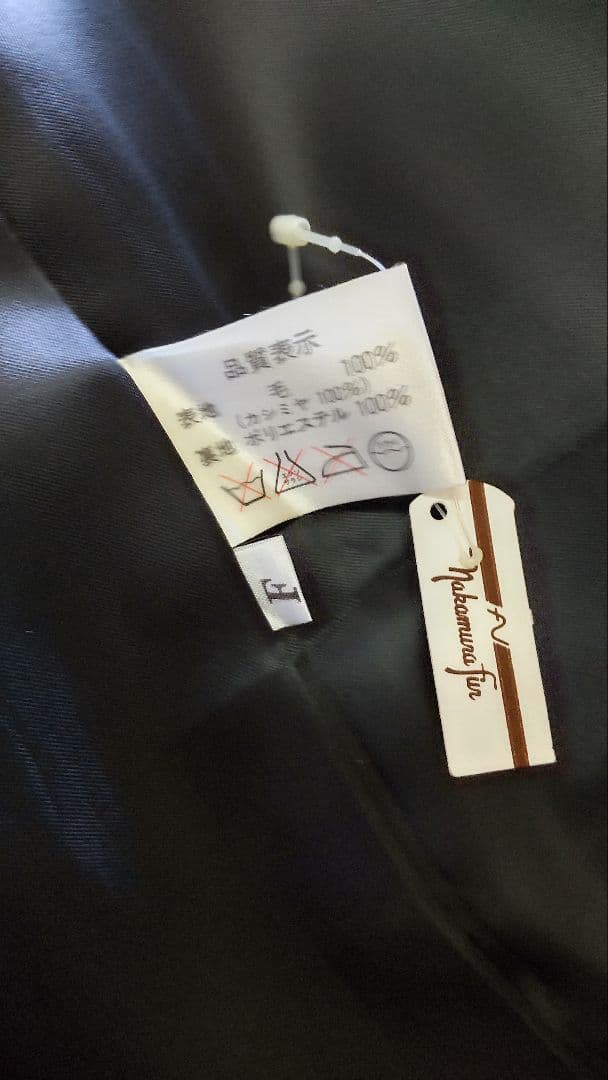 品質表示
表地 毛 100%
(カシミヤ 100%)
裏地 ポリエステル 100%
F
Nakamura fur